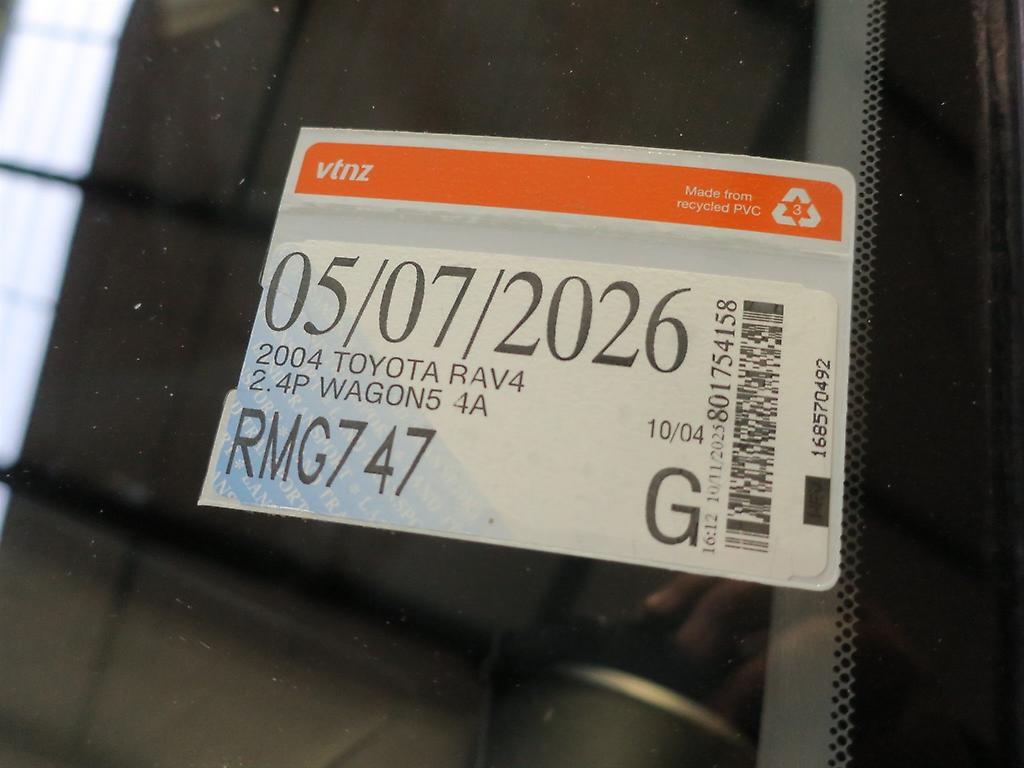 vtnz
Made from
recycled PVC
3
05/07/2026
2004 TOYOTA RAV4
2.4P WAGON5 4A
RMG747
10/04
G
16:12 10/11/2025 801754158
168570492